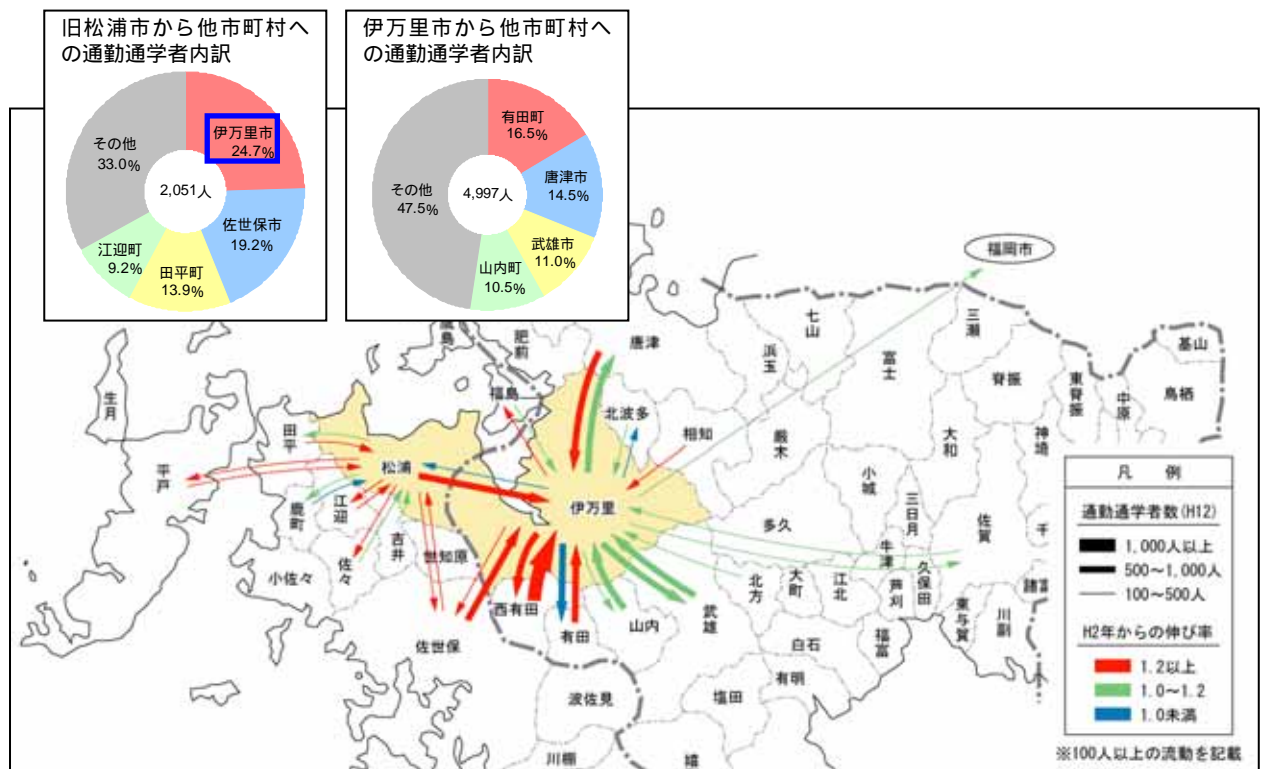 旧松浦市から他市町村へ
の通勤通学者内訳
伊万里市
24.7%
佐世保市
19.2%
田平町
13.9%
江迎町
9.2%
その他
33.0%
2,051人
伊万里市から他市町村へ
の通勤通学者内訳
有田町
16.5%
唐津市
14.5%
武雄市
11.0%
山内町
10.5%
その他
47.5%
4,997人
福岡市
七山
三瀬
基山
肥前
唐津
浜玉
富士
脊振
東脊振
中原
鳥栖
生月
福島
北波多
相知
厳木
大和
神埼
田平
平戸
松浦
伊万里
小城
三日月
佐賀
鹿町
江迎
多久
牛津
千
吉井
世知原
佐々
小佐々
北方
大町
江北
芦刈
久保田
諸富
西有田
有田
山内
武雄
東与賀
川副
佐世保
白石
福富
有明
波佐見
塩田
川棚
嬉
凡 例
通勤通学者数(H12)
1,000人以上
500～1,000人
100～500人
H2年からの伸び率
1.2以上
1.0～1.2
1.0未満
※100人以上の流動を記載